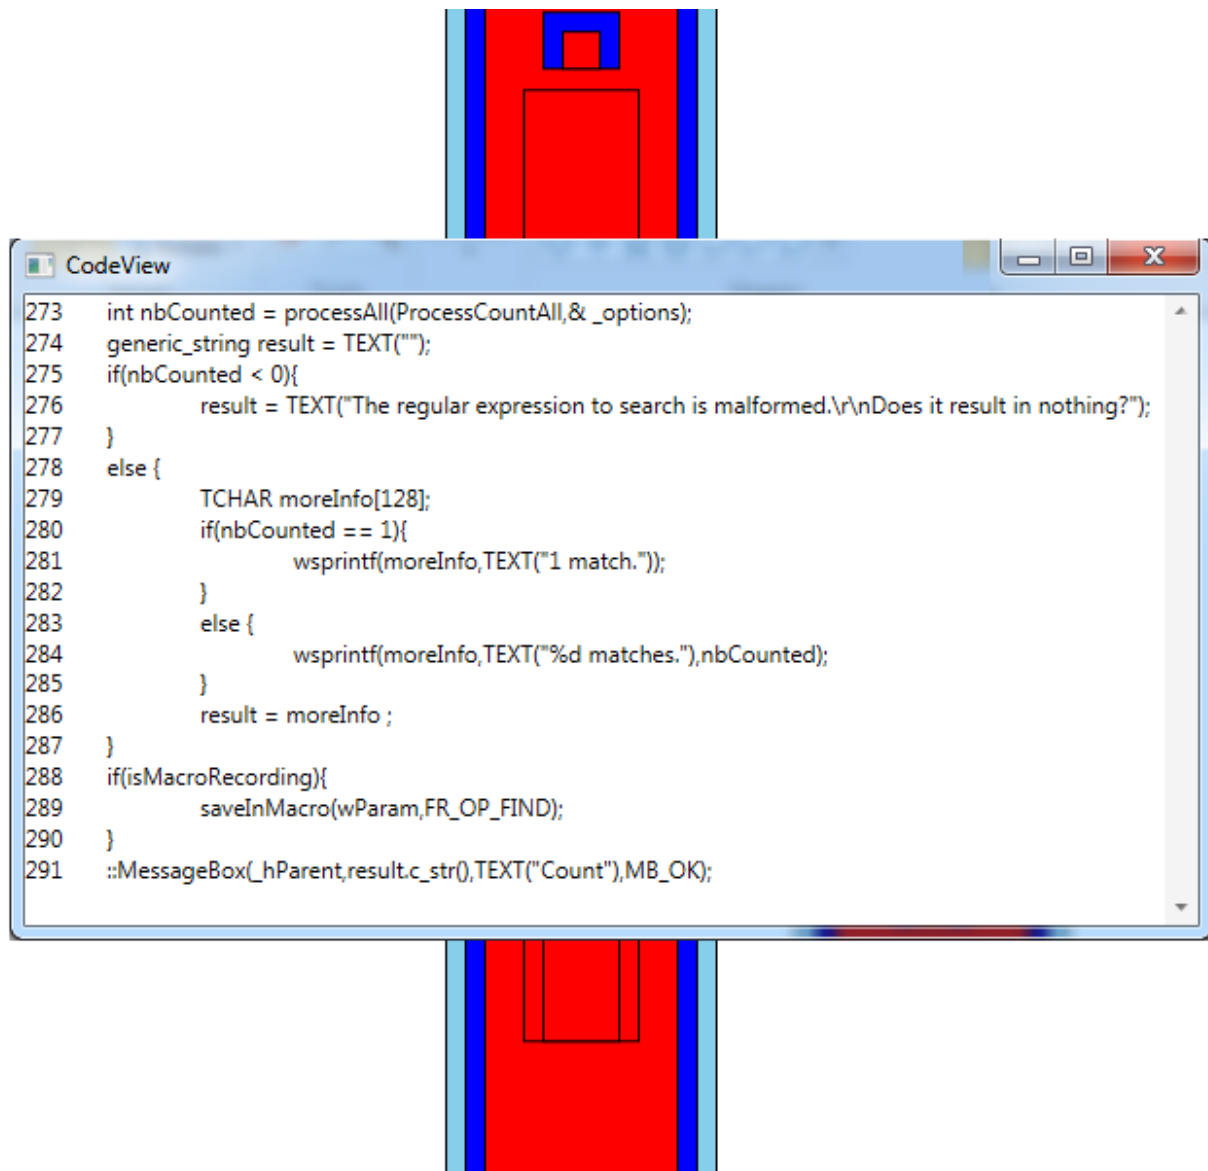 CodeView
273 int nbCounted = processAll(ProcessCountAll,& _options);
274 generic_string result = TEXT("");
275 if(nbCounted < 0){
276 result = TEXT("The regular expression to search is malformed.\r\nDoes it result in nothing?");
277 }
278 else {
279 TCHAR moreInfo[128];
280 if(nbCounted == 1){
281 wsprintf(moreInfo,TEXT("1 match."));
282 }
283 else {
284 wsprintf(moreInfo,TEXT("%d matches."),nbCounted);
285 }
286 result = moreInfo ;
287 }
288 if(isMacroRecording){
289 saveInMacro(wParam,FR_OP_FIND);
290 }
291 ::MessageBox(_hParent,result.c_str(),TEXT("Count"),MB_OK);